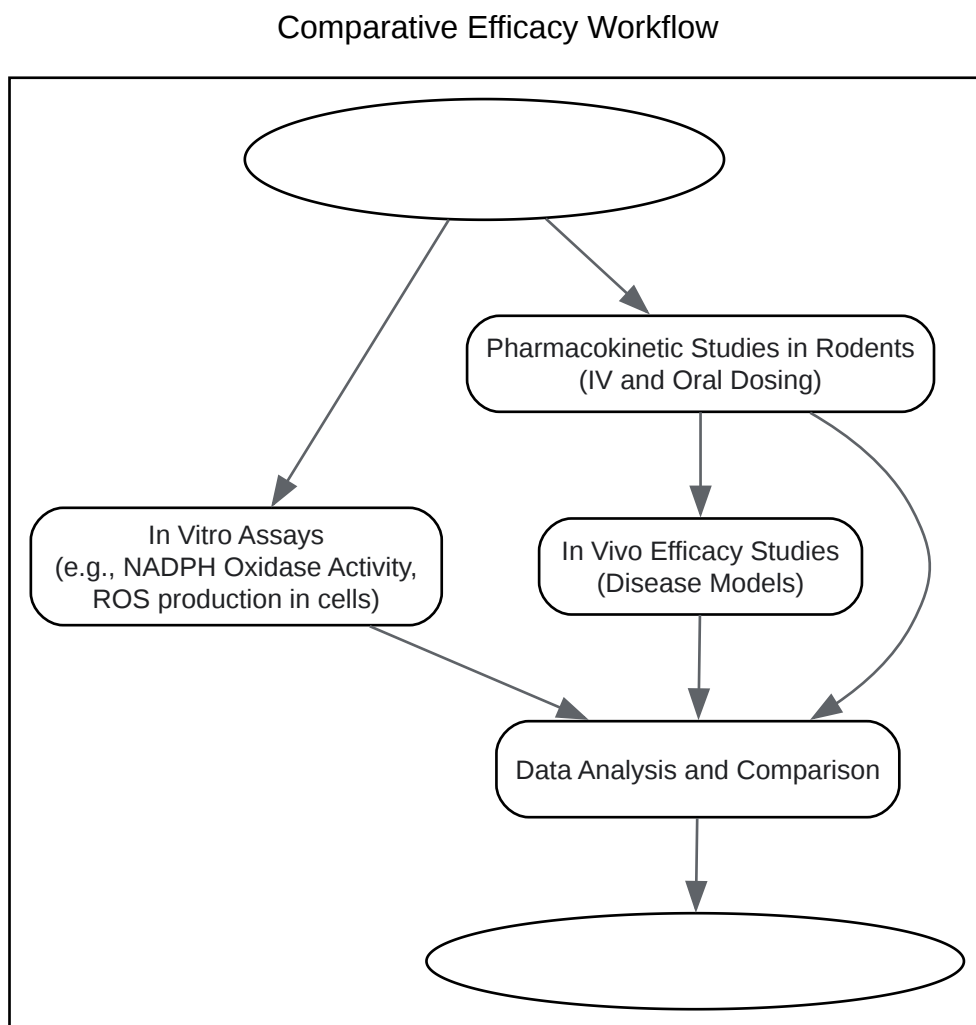 Comparative Efficacy Workflow
Pharmacokinetic Studies in Rodents
(IV and Oral Dosing)
In Vitro Assays
(e.g., NADPH Oxidase Activity,
ROS production in cells)
In Vivo Efficacy Studies
(Disease Models)
Data Analysis and Comparison